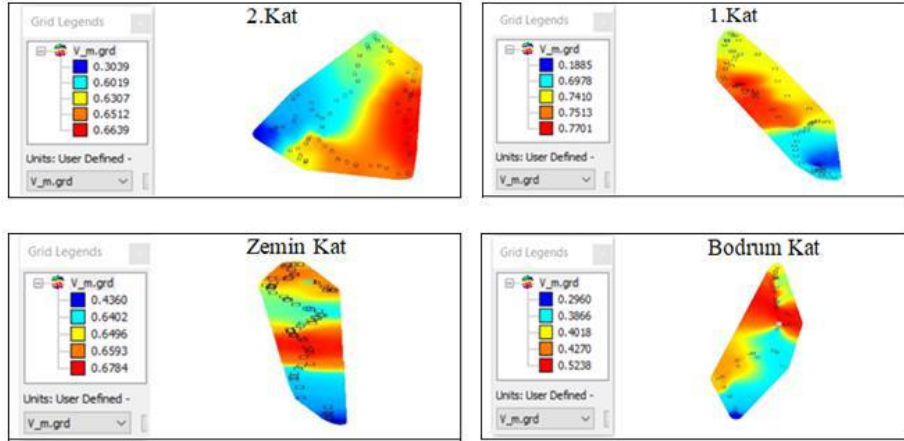 2.Kat
Grid Legends
V_m.grd
0.3039
0.6019
0.6307
0.6512
0.6639
Units: User Defined -
V_m.grd
1.Kat
Grid Legends
V_m.grd
0.1885
0.6978
0.7410
0.7513
0.7701
Units: User Defined -
V_m.grd
Zemin Kat
Grid Legends
V_m.grd
0.4360
0.6402
0.6496
0.6593
0.6784
Units: User Defined -
V_m.grd
Bodrum Kat
Grid Legends
V_m.grd
0.2960
0.3866
0.4018
0.4270
0.5238
Units: User Defined -
V_m.grd